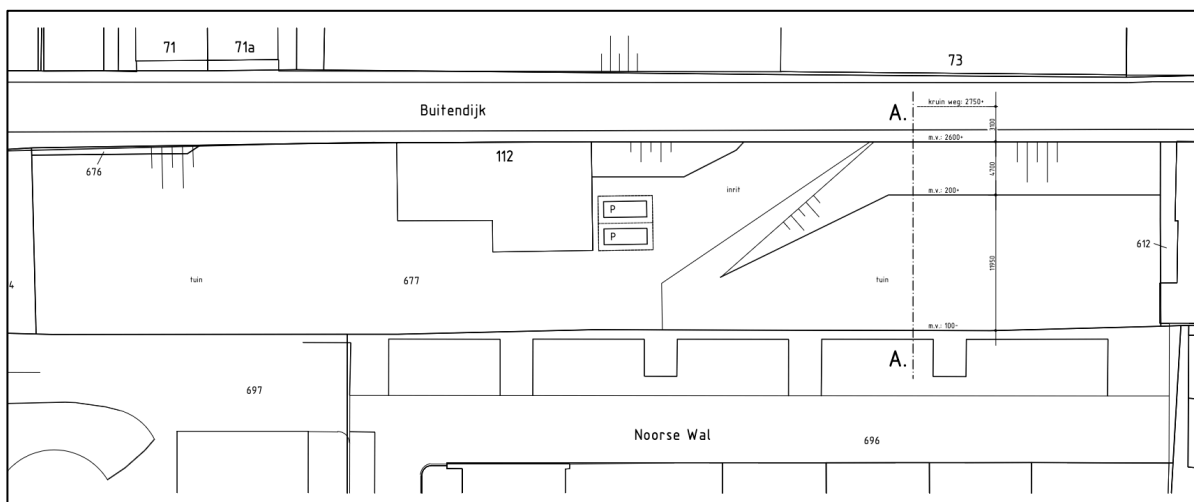 71
71a
73
Buitendijk
A.
kruin weg: 2750+
2100
m.v.: 2600+
676
112
4700
inrit
m.v.: 200+
P
P
612
tuin
677
tuin
11950
4
m.v.: 100-
A.
697
Noorse Wal
696